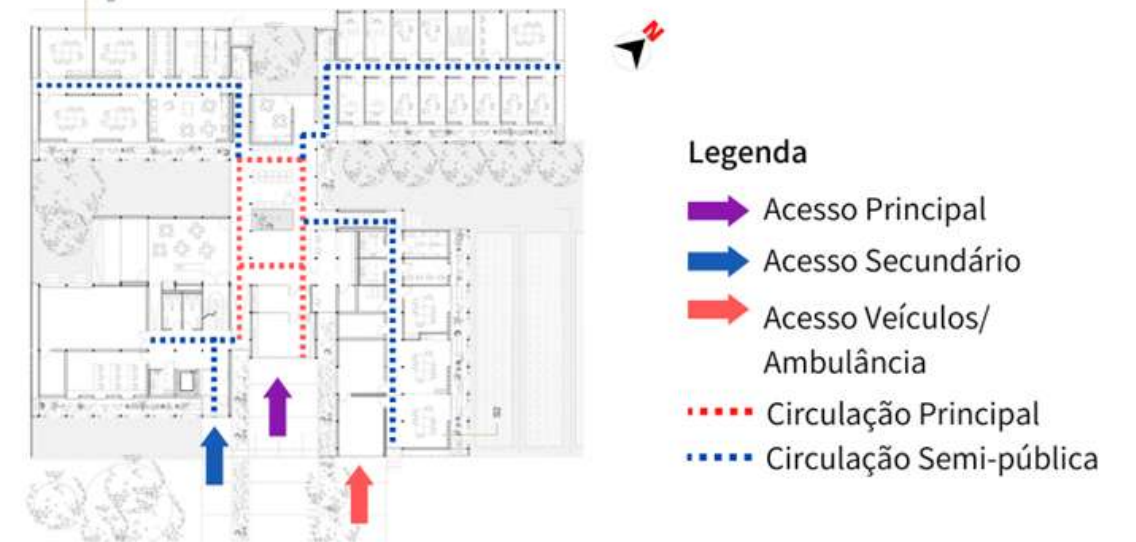 N
Legenda
Acesso Principal
Acesso Secundário
Acesso Veículos/
Ambulância
Circulação Principal
Circulação Semi-pública